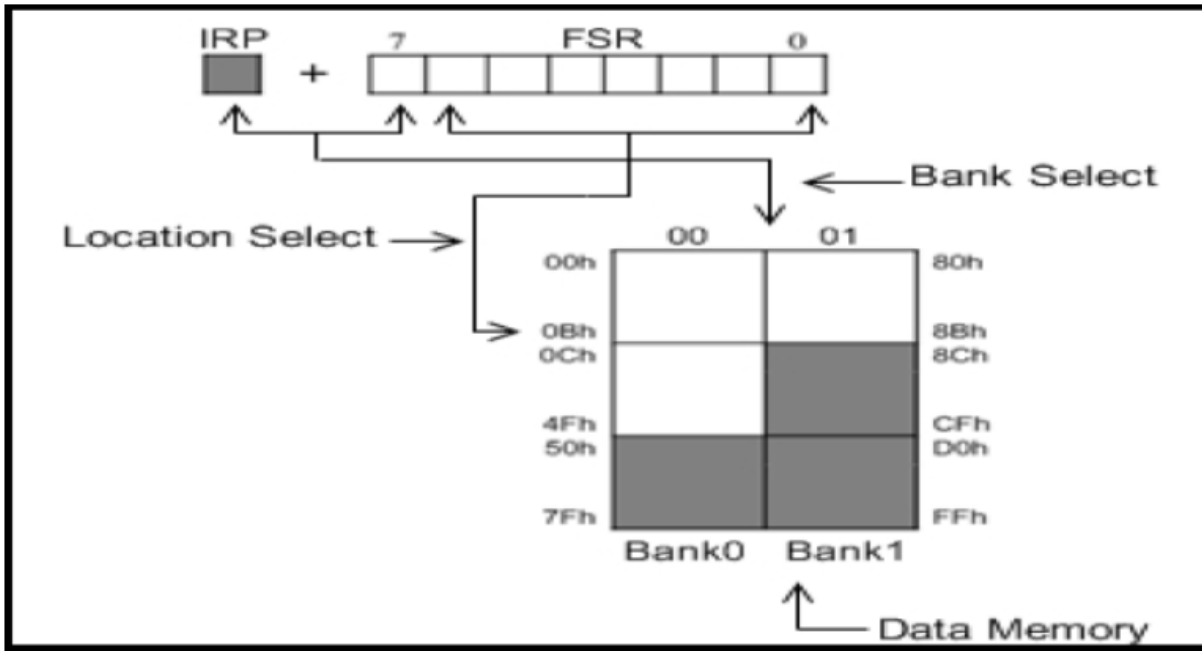 IRP
7 FSR 0
+
Bank Select
Location Select
00 01
00h 80h
0Bh 8Bh
0Ch 8Ch
4Fh CFh
50h D0h
7Fh FFh
Bank0 Bank1
Data Memory